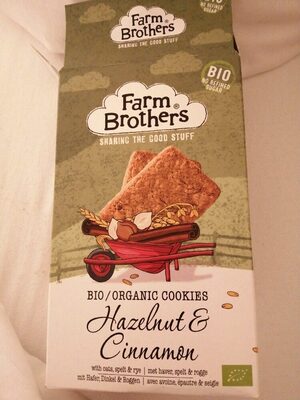 Farm
Brothers
SHARING THE GOOD STUFF
BIO
NO REFINED
SUGAR
Farm
Brothers
SHARING THE GOOD STUFF
BIO/ORGANIC COOKIES
Hazelnut &
Cinnamon
with oats, spelt & rye | met haver, spelt & rogge
mit Hafer, Dinkel & Roggen | avec avoine, épautre & seigle